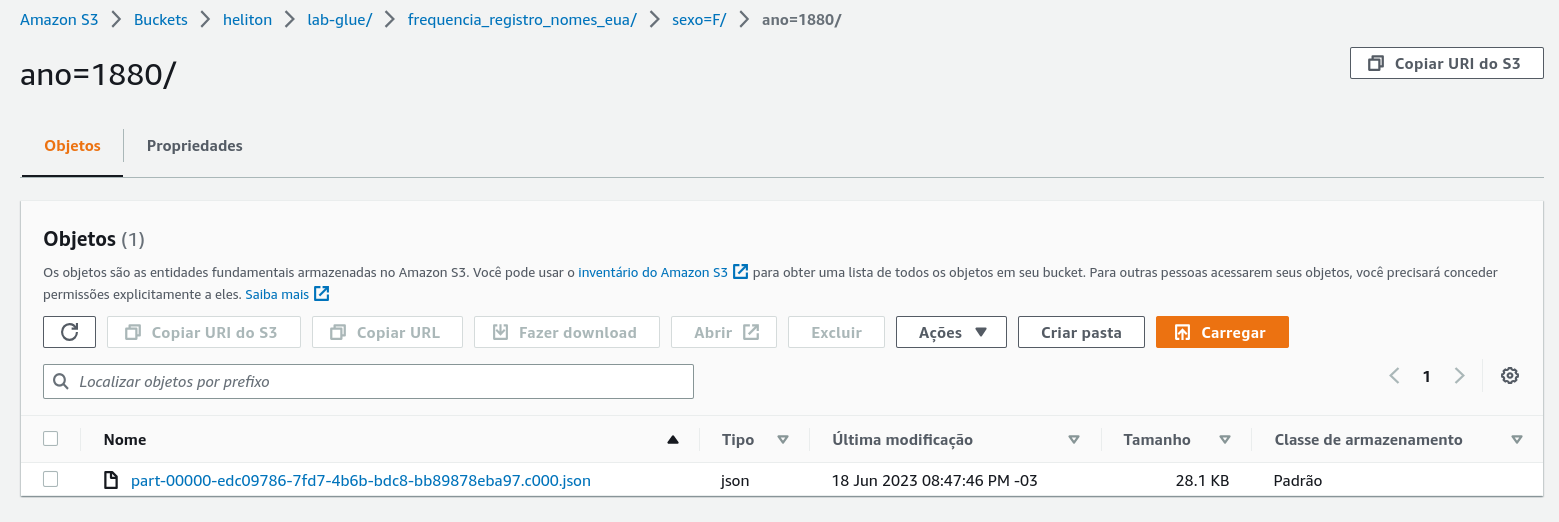 Amazon S3 > Buckets > heliton > lab-glue/ > frequencia_registro_nomes_eua/ > sexo=F/ > ano=1880/
ano=1880/
Copiar URI do S3
Objetos
Propriedades
Objetos (1)
Os objetos são as entidades fundamentais armazenadas no Amazon S3. Você pode usar o inventário do Amazon S3 para obter uma lista de todos os objetos em seu bucket. Para outras pessoas acessarem seus objetos, você precisará conceder
permissões explicitamente a eles. Saiba mais
Copiar URI do S3 Copiar URL Fazer download Abrir Excluir Ações Criar pasta Carregar
Localizar objetos por prefixo
1
Nome Tipo Última modificação Tamanho Classe de armazenamento
part-00000-edc09786-7fd7-4b6b-bdc8-bb89878eba97.c000.json json 18 Jun 2023 08:47:46 PM -03 28.1 KB Padrão